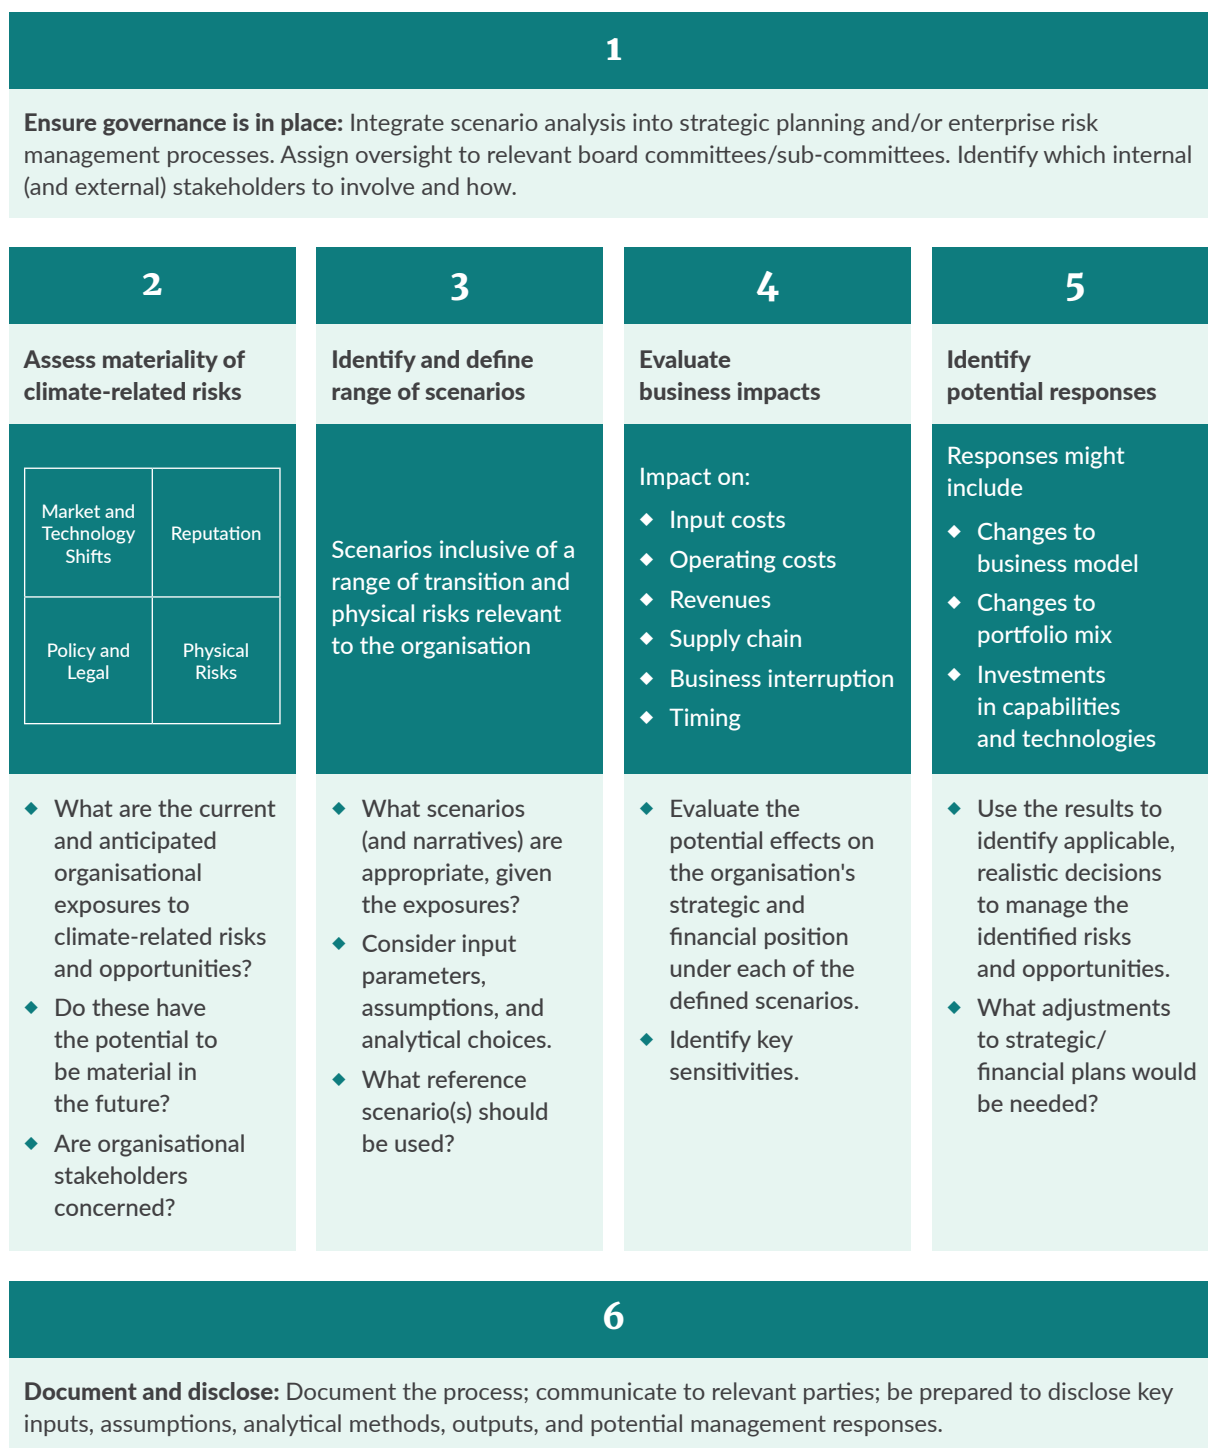 1
Ensure governance is in place: Integrate scenario analysis into strategic planning and/or enterprise risk
management processes. Assign oversight to relevant board committees/sub-committees. Identify which internal
(and external) stakeholders to involve and how.
2
Assess materiality of
climate-related risks
Market and
Technology
Shifts
Reputation
Policy and
Legal
Physical
Risks
◆ What are the current
and anticipated
organisational
exposures to
climate-related risks
and opportunities?
◆ Do these have
the potential to
be material in
the future?
◆ Are organisational
stakeholders
concerned?
3
Identify and define
range of scenarios
Scenarios inclusive of a
range of transition and
physical risks relevant
to the organisation
◆ What scenarios
(and narratives) are
appropriate, given
the exposures?
◆ Consider input
parameters,
assumptions, and
analytical choices.
◆ What reference
scenario(s) should
be used?
4
Evaluate
business impacts
Impact on:
◆ Input costs
◆ Operating costs
◆ Revenues
◆ Supply chain
◆ Business interruption
◆ Timing
◆ Evaluate the
potential effects on
the organisation's
strategic and
financial position
under each of the
defined scenarios.
◆ Identify key
sensitivities.
5
Identify
potential responses
Responses might
include
◆ Changes to
business model
◆ Changes to
portfolio mix
◆ Investments
in capabilities
and technologies
◆ Use the results to
identify applicable,
realistic decisions
to manage the
identified risks
and opportunities.
◆ What adjustments
to strategic/
financial plans would
be needed?
6
Document and disclose: Document the process; communicate to relevant parties; be prepared to disclose key
inputs, assumptions, analytical methods, outputs, and potential management responses.